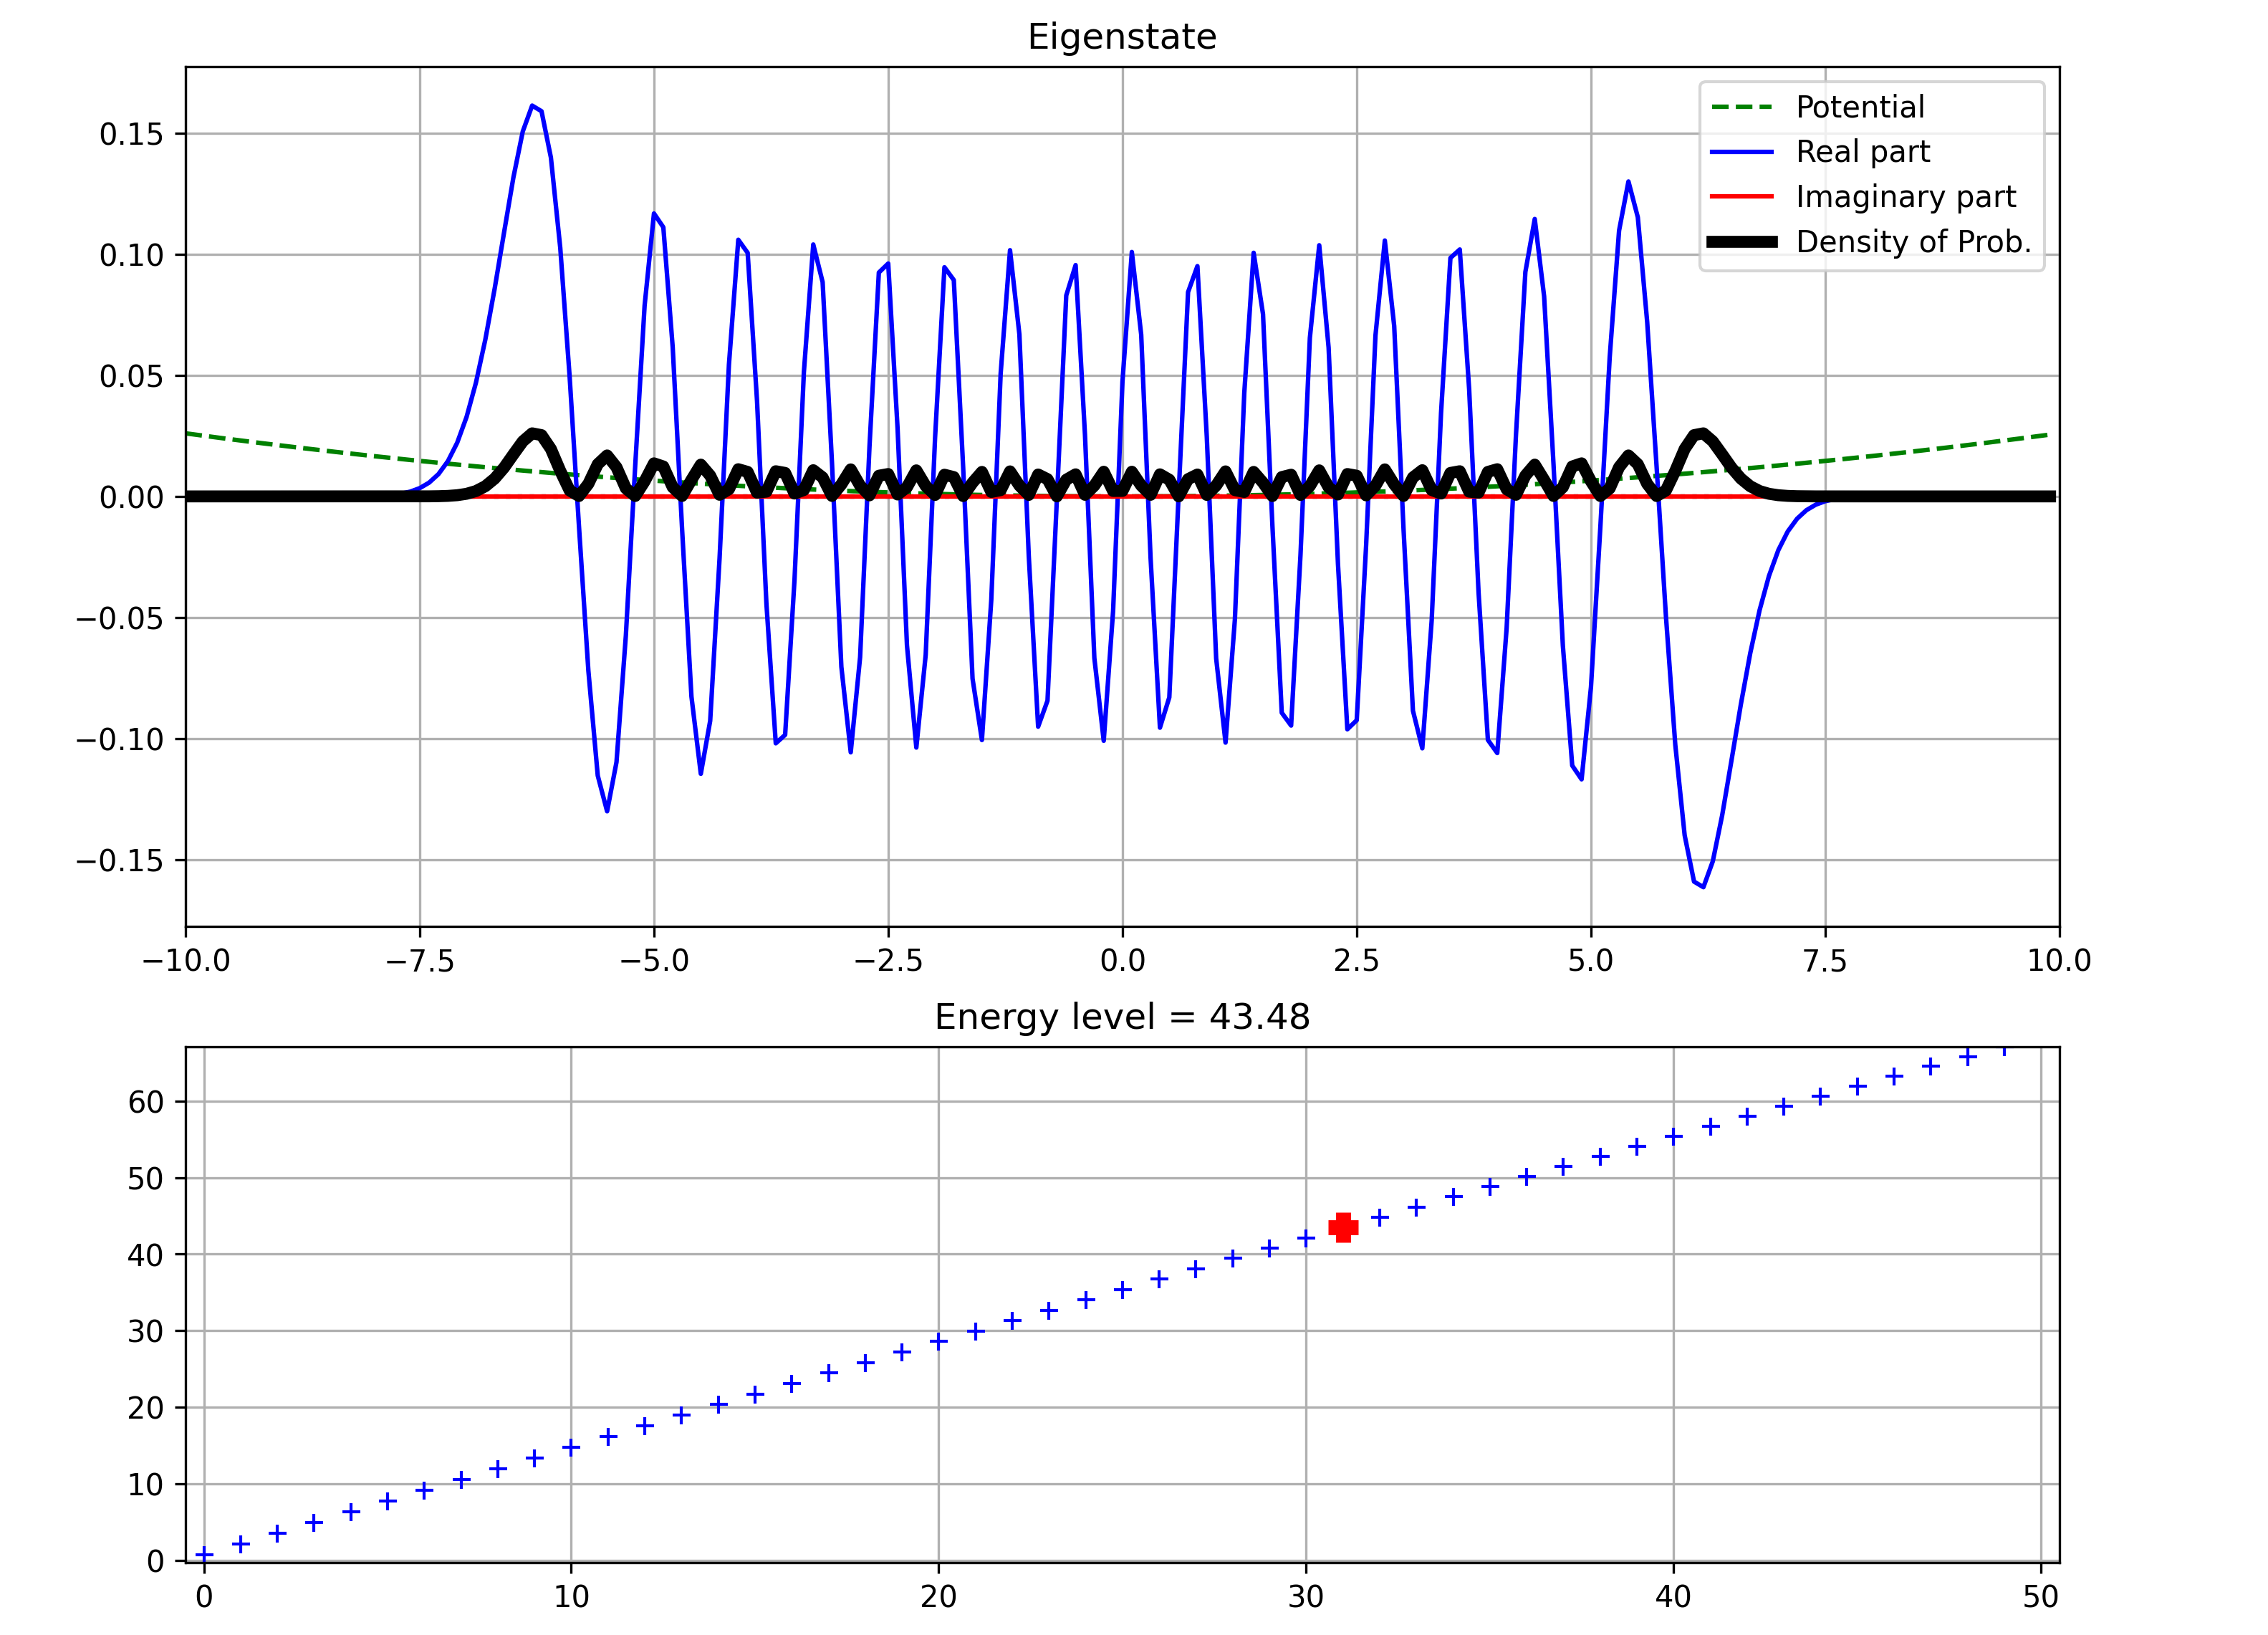 Eigenstate
Potential
Real part
Imaginary part
Density of Prob.
0.15
0.10
0.05
0.00
−0.05
−0.10
−0.15
−10.0 −7.5 −5.0 −2.5 0.0 2.5 5.0 7.5 10.0
Energy level = 43.48
60
50
40
30
20
10
0
0 10 20 30 40 50